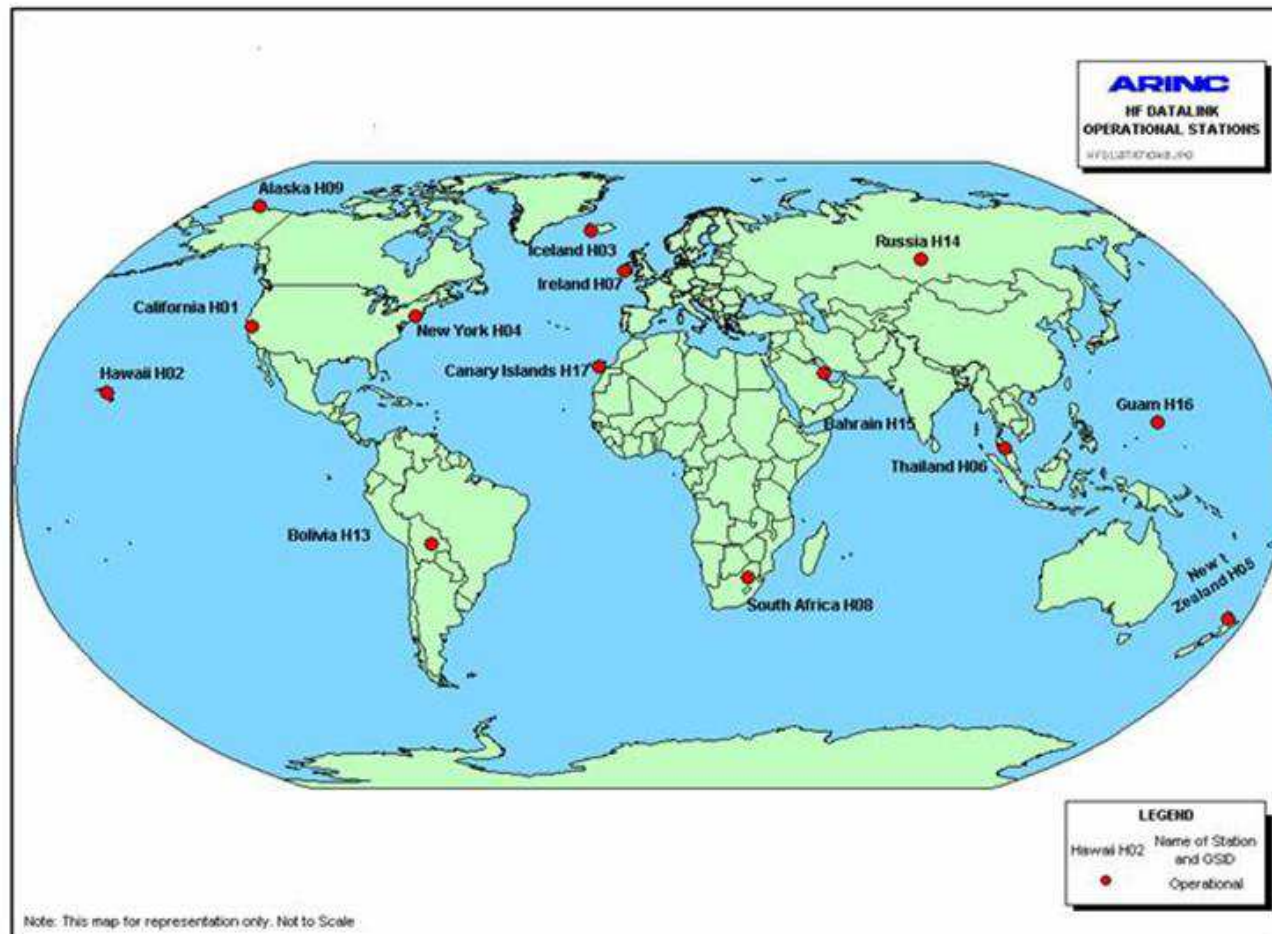 ARINC
HF DATALINK
OPERATIONAL STATIONS
Alaska H09
Iceland H03
Russia H14
Ireland H07
California H01
New York H04
Hawaii H02
Canary Islands H17
Guam H16
Bahrain H15
Thailand H06
Bolivia H13
New t
Zealand H05
South Africa H08
LEGEND
Hawaii H02 Name of Station
and GSID
Operational
Note: This map for representation only. Not to Scale